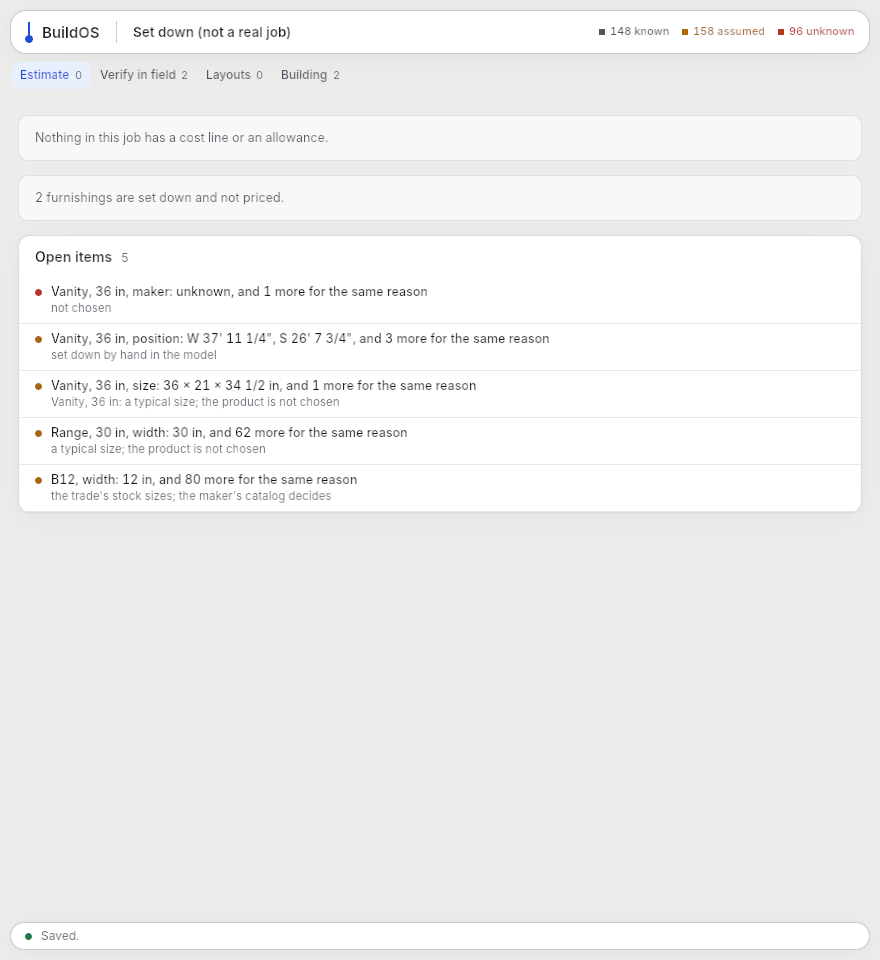 BuildOS
Set down (not a real job)
148 known
158 assumed
96 unknown
Estimate 0
Verify in field 2
Layouts 0
Building 2
Nothing in this job has a cost line or an allowance.
2 furnishings are set down and not priced.
Open items 5
Vanity, 36 in, maker: unknown, and 1 more for the same reason
not chosen
Vanity, 36 in, position: W 37' 11 1/4", S 26' 7 3/4", and 3 more for the same reason
set down by hand in the model
Vanity, 36 in, size: 36 × 21 × 34 1/2 in, and 1 more for the same reason
Vanity, 36 in: a typical size; the product is not chosen
Range, 30 in, width: 30 in, and 62 more for the same reason
a typical size; the product is not chosen
B12, width: 12 in, and 80 more for the same reason
the trade's stock sizes; the maker's catalog decides
Saved.